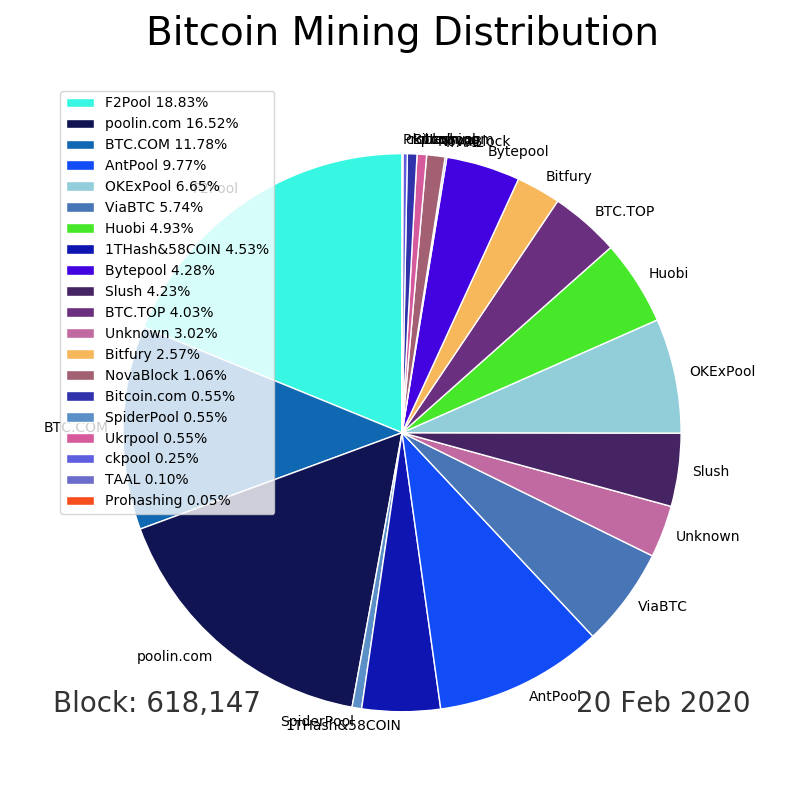 Bitcoin Mining Distribution
F2Pool 18.83%
poolin.com 16.52%
BTC.COM 11.78%
AntPool 9.77%
OKExPool 6.65%
ViaBTC 5.74%
Huobi 4.93%
1THash&58COIN 4.53%
Bytepool 4.28%
Slush 4.23%
BTC.TOP 4.03%
Unknown 3.02%
Bitfury 2.57%
NovaBlock 1.06%
Bitcoin.com 0.55%
SpiderPool 0.55%
Ukrpool 0.55%
ckpool 0.25%
TAAL 0.10%
Prohashing 0.05%
Bytepool
Bitfury
BTC.TOP
Huobi
OKExPool
Slush
Unknown
ViaBTC
AntPool
1THash&58COIN
SpiderPool
poolin.com
BTC.COM
Block: 618,147
20 Feb 2020